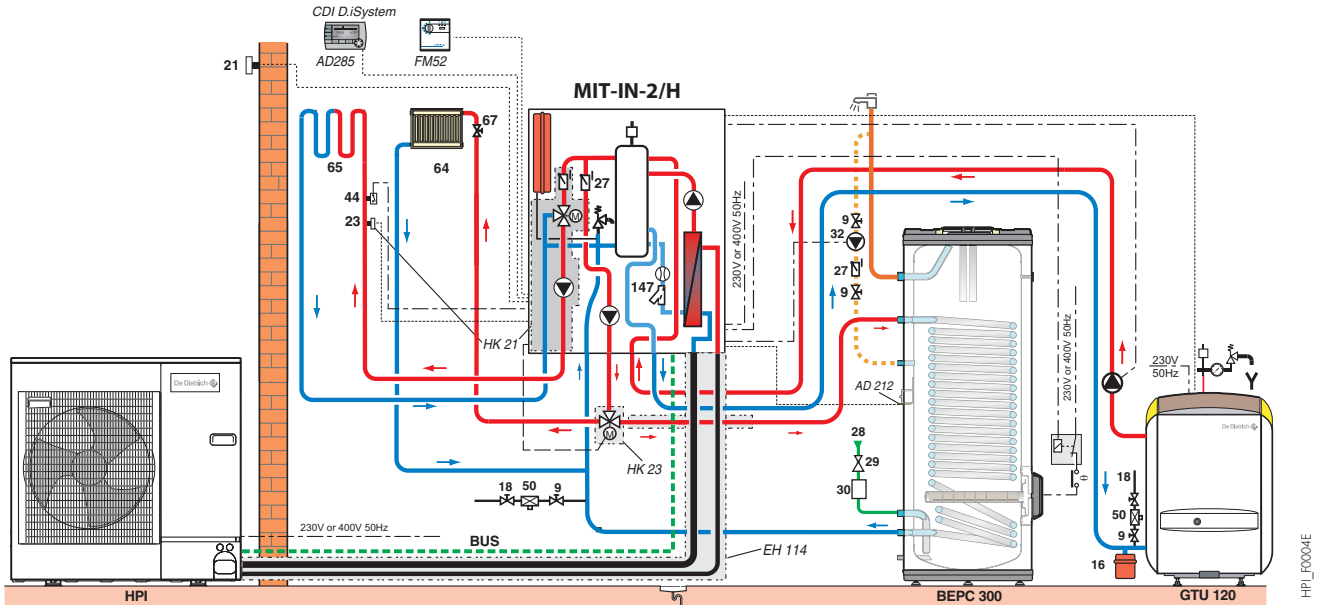 CDI D.iSystem
AD285
FM52
21
MIT-IN-2/H
67
65
64
27
44
23
9
32
147
230V or 400V 50Hz
27
9
HK 21
M
230V or 400V 50Hz
230V
50Hz
Y
De Dietrich
AD 212
De Dietrich
M
28
HK 23
29
θ
18
18 50 9
30
50
230V or 400V 50Hz
BUS
9
EH 114
16
HPI
BEPC 300
GTU 120
HPI_F0004E